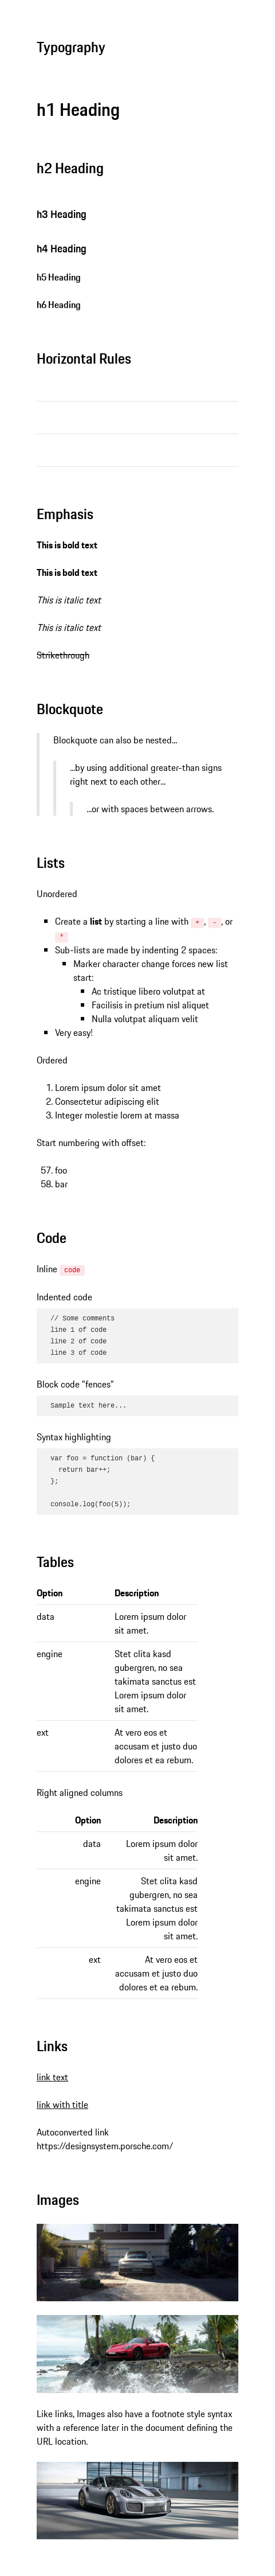 Typography
h1 Heading
h2 Heading
h3 Heading
h4 Heading
h5 Heading
h6 Heading
Horizontal Rules
Emphasis
This is bold text
This is bold text
This is italic text
This is italic text
Strikethrough
Blockquote
Blockquote can also be nested...
...by using additional greater-than signs
right next to each other...
...or with spaces between arrows.
Lists
Unordered
Create a list by starting a line with +, -, or
*
Sub-lists are made by indenting 2 spaces:
Marker character change forces new list
start:
Ac tristique libero volutpat at
Facilisis in pretium nisl aliquet
Nulla volutpat aliquam velit
Very easy!
Ordered
1. Lorem ipsum dolor sit amet
2. Consectetur adipiscing elit
3. Integer molestie lorem at massa
Start numbering with offset:
57. foo
58. bar
Code
Inline code
Indented code
// Some comments
line 1 of code
line 2 of code
line 3 of code
Block code "fences"
Sample text here...
Syntax highlighting
var foo = function (bar) {
  return bar++;
};
console.log(foo(5));
Tables
Option Description
data Lorem ipsum dolor
sit amet.
engine Stet clita kasd
gubergren, no sea
takimata sanctus est
Lorem ipsum dolor
sit amet.
ext At vero eos et
accusam et justo duo
dolores et ea rebum.
Right aligned columns
Option Description
data Lorem ipsum dolor
sit amet.
engine Stet clita kasd
gubergren, no sea
takimata sanctus est
Lorem ipsum dolor
sit amet.
ext At vero eos et
accusam et justo duo
dolores et ea rebum.
Links
link text
link with title
Autoconverted link
https://designsystem.porsche.com/
Images
Like links, Images also have a footnote style syntax
with a reference later in the document defining the
URL location.